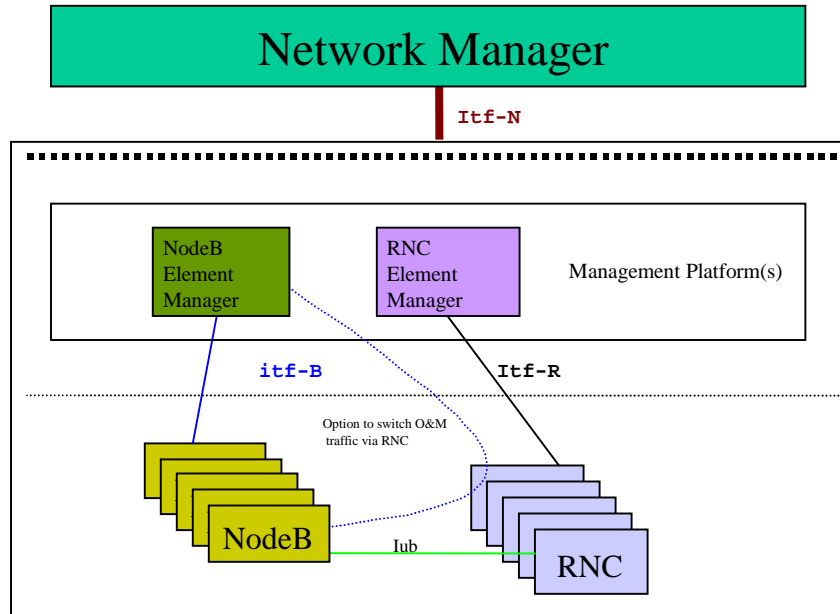 Network Manager
Itf-N
NodeB
Element
Manager
RNC
Element
Manager
Management Platform(s)
itf-B
Itf-R
Option to switch O&M
traffic via RNC
NodeB
Iub
RNC